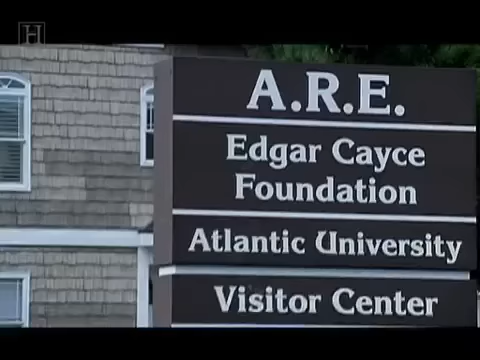 H
A.R.E.
Edgar Cayce
Foundation
Atlantic University
Visitor Center